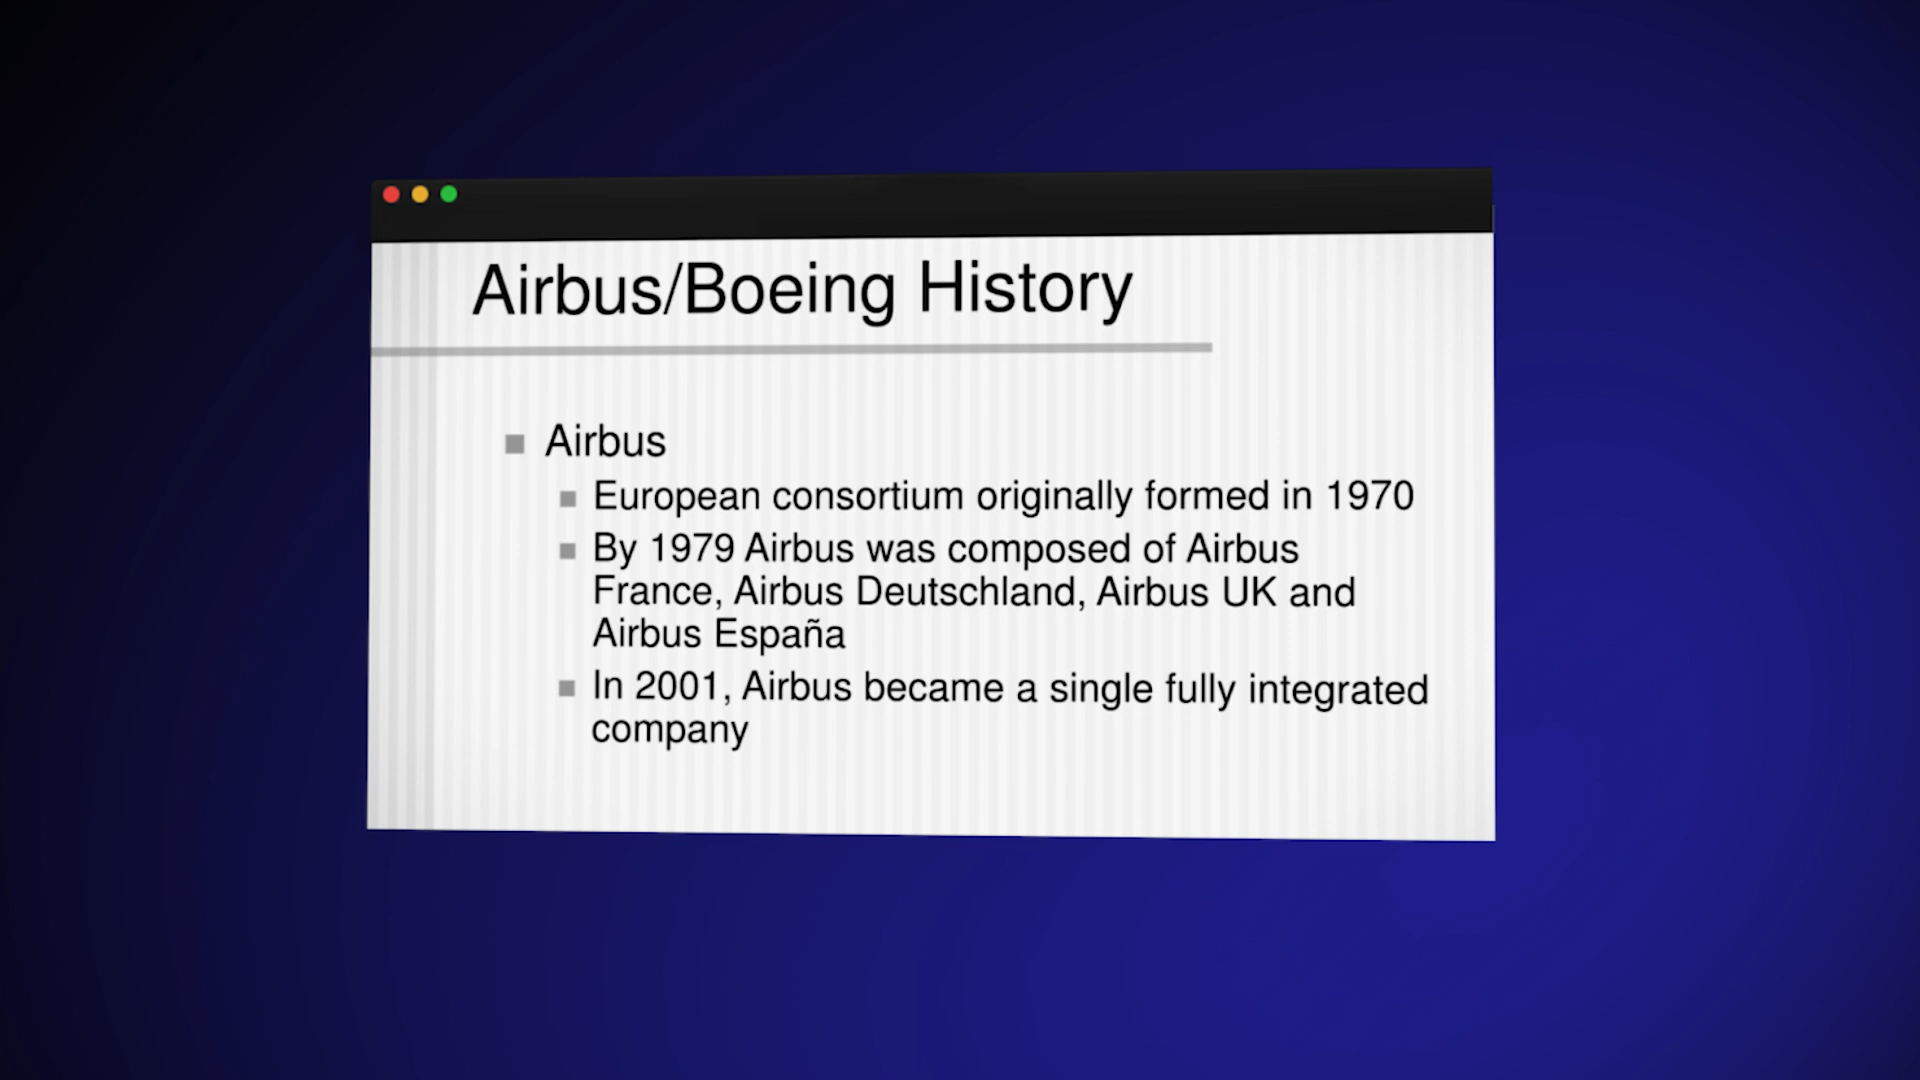 Airbus/Boeing History
Airbus
European consortium originally formed in 1970
By 1979 Airbus was composed of Airbus
France, Airbus Deutschland, Airbus UK and
Airbus España
In 2001, Airbus became a single fully integrated
company